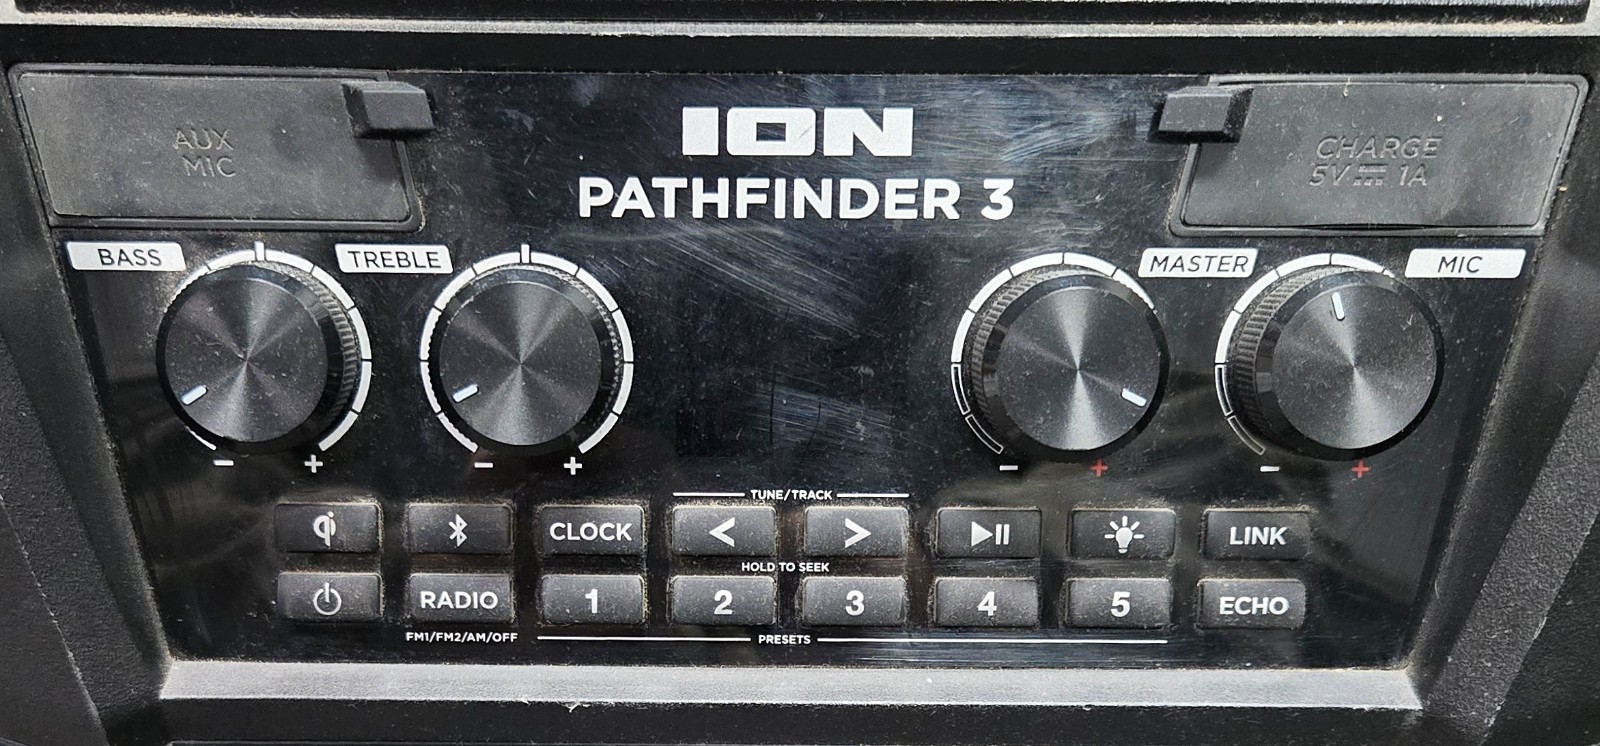 AUX
MIC
ION
PATHFINDER 3
CHARGE
5V 1A
BASS
TREBLE
MASTER
MIC
- +
- +
- +
- +
TUNE/TRACK
CLOCK < > LINK
HOLD TO SEEK
RADIO 1 2 3 4 5 ECHO
FM1/FM2/AM/OFF
PRESETS